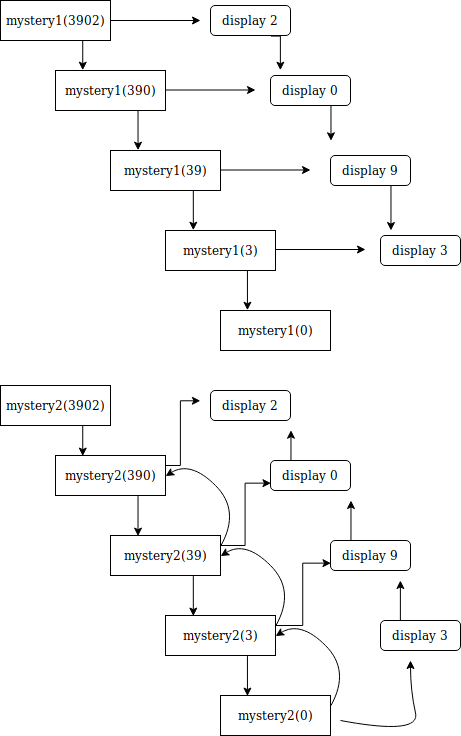 mystery1(3902)
display 2
mystery1(390)
display 0
mystery1(39)
display 9
mystery1(3)
display 3
mystery1(0)
mystery2(3902)
display 2
mystery2(390)
display 0
mystery2(39)
display 9
mystery2(3)
display 3
mystery2(0)